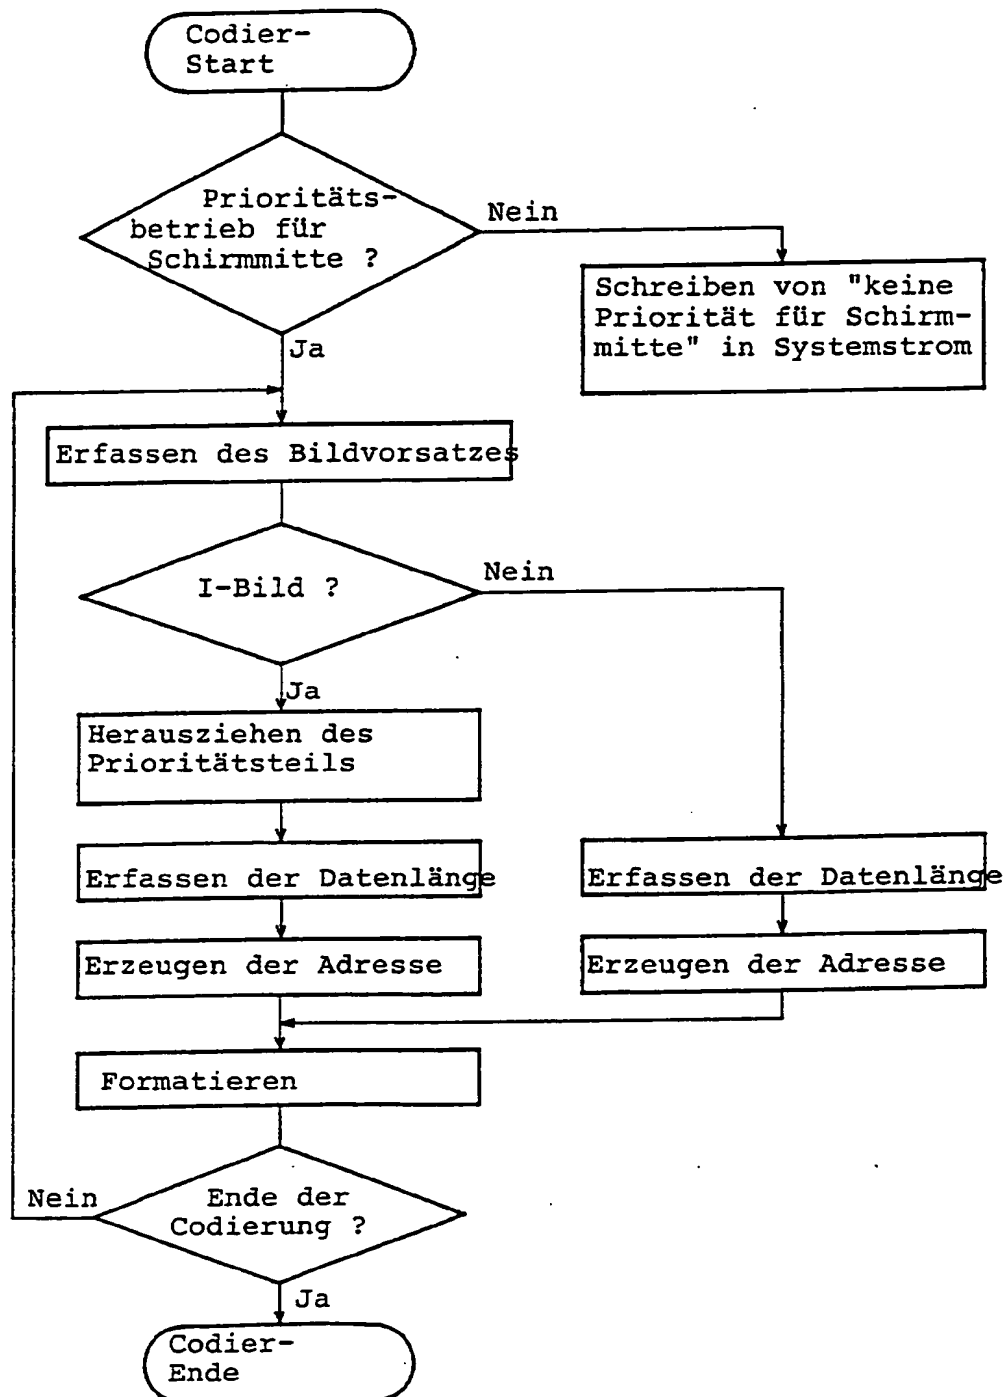 Codier-
Start
Prioritäts-
betrieb für
Schirmmitte ?
Nein
Schreiben von "keine
Priorität für Schirm-
mitte" in Systemstrom
Ja
Erfassen des Bildvorsatzes
I-Bild ?
Nein
Ja
Herausziehen des
Prioritätsteils
Erfassen der Datenlänge
Erfassen der Datenlänge
Erzeugen der Adresse
Erzeugen der Adresse
Formatieren
Nein
Ende der
Codierung ?
Ja
Codier-
Ende